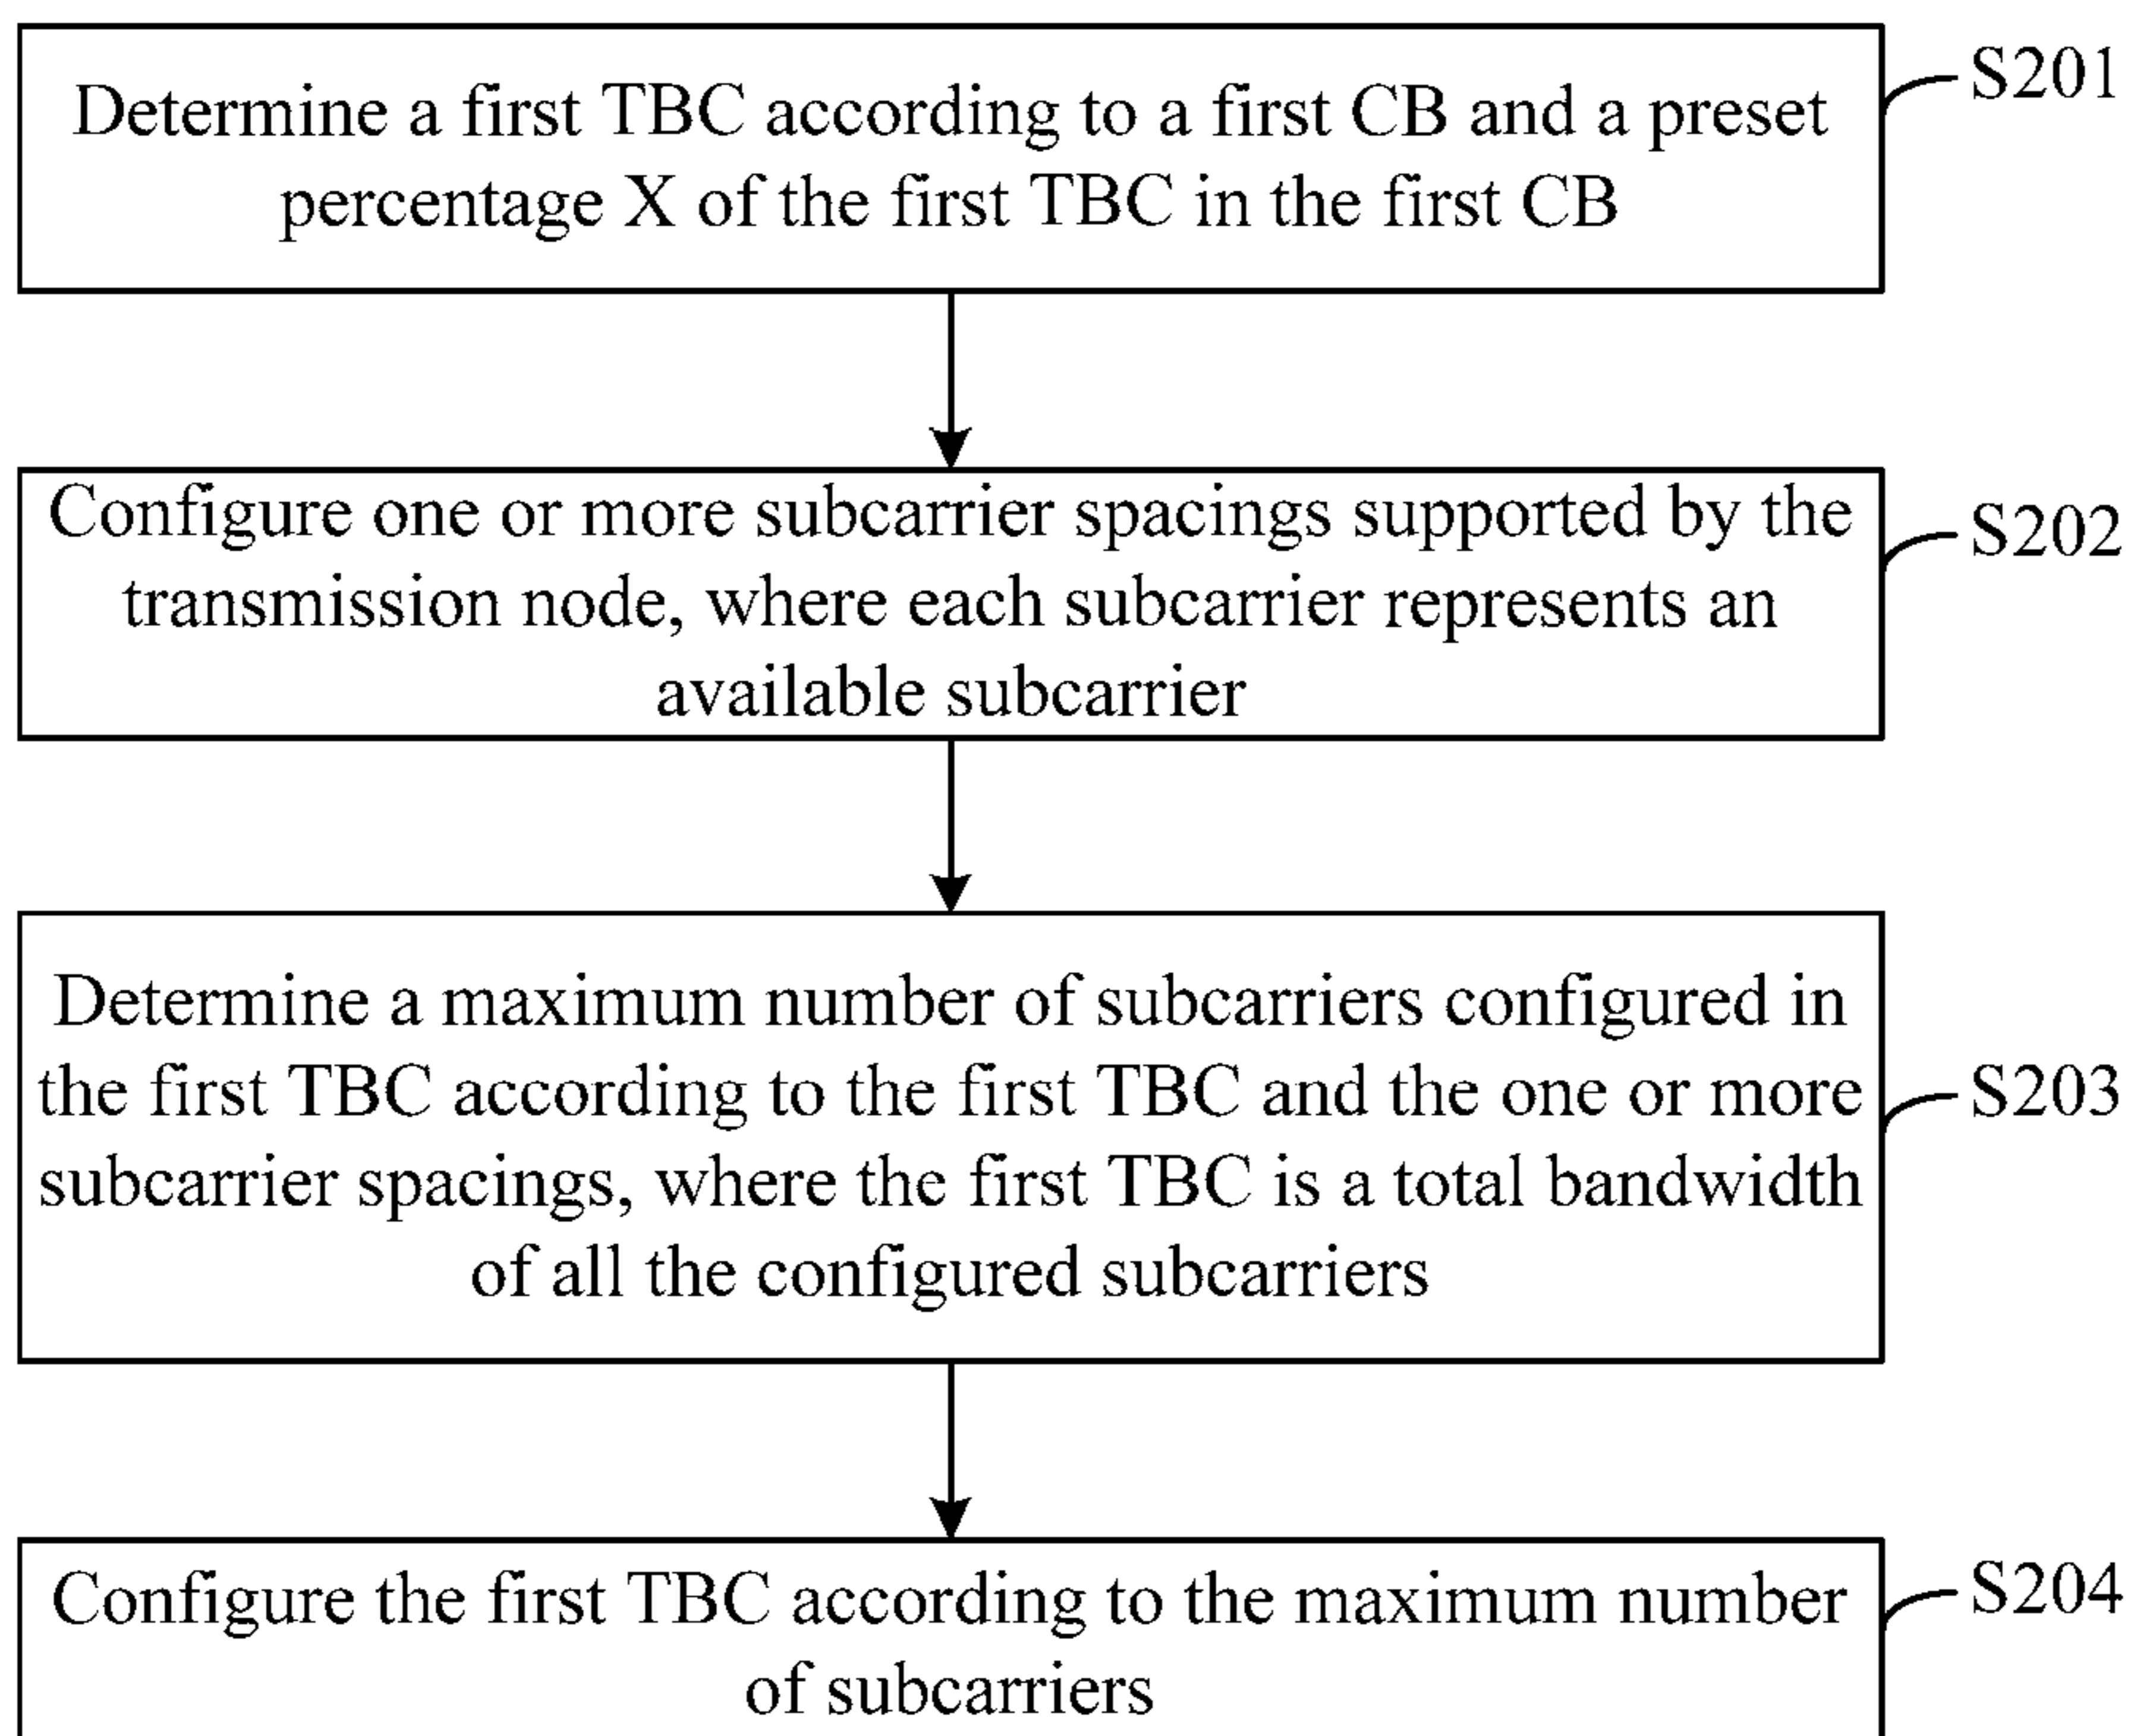 Determine a first TBC according to a first CB and a preset
percentage X of the first TBC in the first CB
S201
Configure one or more subcarrier spacings supported by the
transmission node, where each subcarrier represents an
available subcarrier
S202
Determine a maximum number of subcarriers configured in
the first TBC according to the first TBC and the one or more
subcarrier spacings, where the first TBC is a total bandwidth
of all the configured subcarriers
S203
Configure the first TBC according to the maximum number
of subcarriers
S204